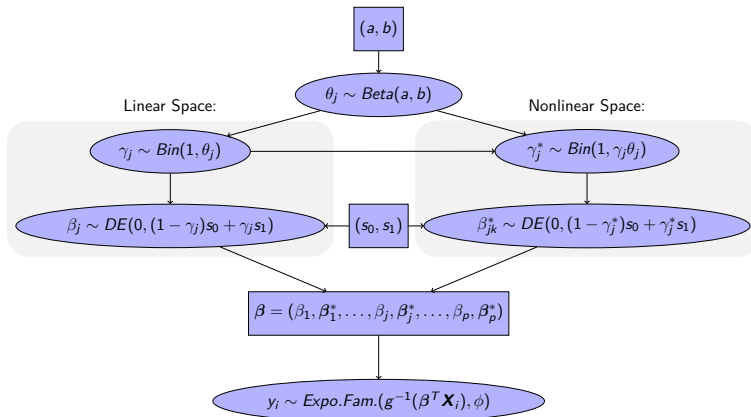 (a, b)
θ_j ∼ Beta(a, b)
Linear Space:
Nonlinear Space:
γ_j ∼ Bin(1, θ_j)
γ_j^* ∼ Bin(1, γ_jθ_j)
β_j ∼ DE(0, (1 − γ_j)s_0 + γ_js_1)
(s_0, s_1)
β_{jk}^* ∼ DE(0, (1 − γ_j^*)s_0 + γ_j^*s_1)
β = (β_1, β_1^*, . . . , β_j, β_j^*, . . . , β_p, β_p^*)
y_i ∼ Expo.Fam.(g^{−1}(β^T X_i), ϕ)